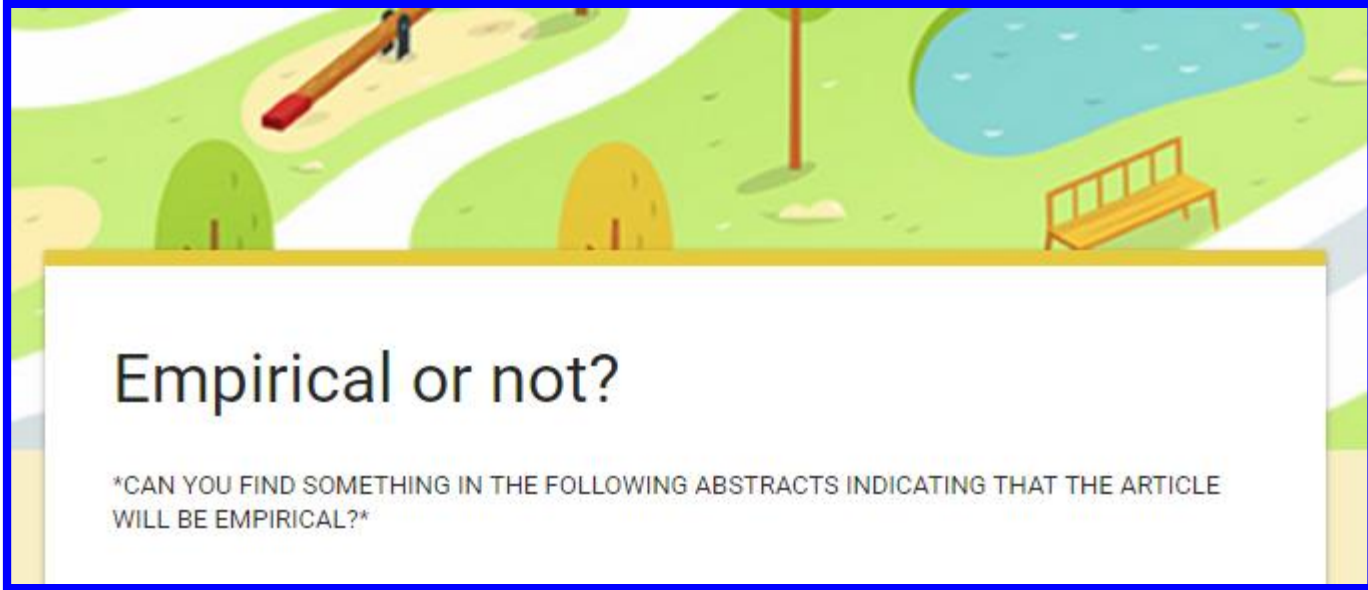 Empirical or not?
*CAN YOU FIND SOMETHING IN THE FOLLOWING ABSTRACTS INDICATING THAT THE ARTICLE
WILL BE EMPIRICAL?*